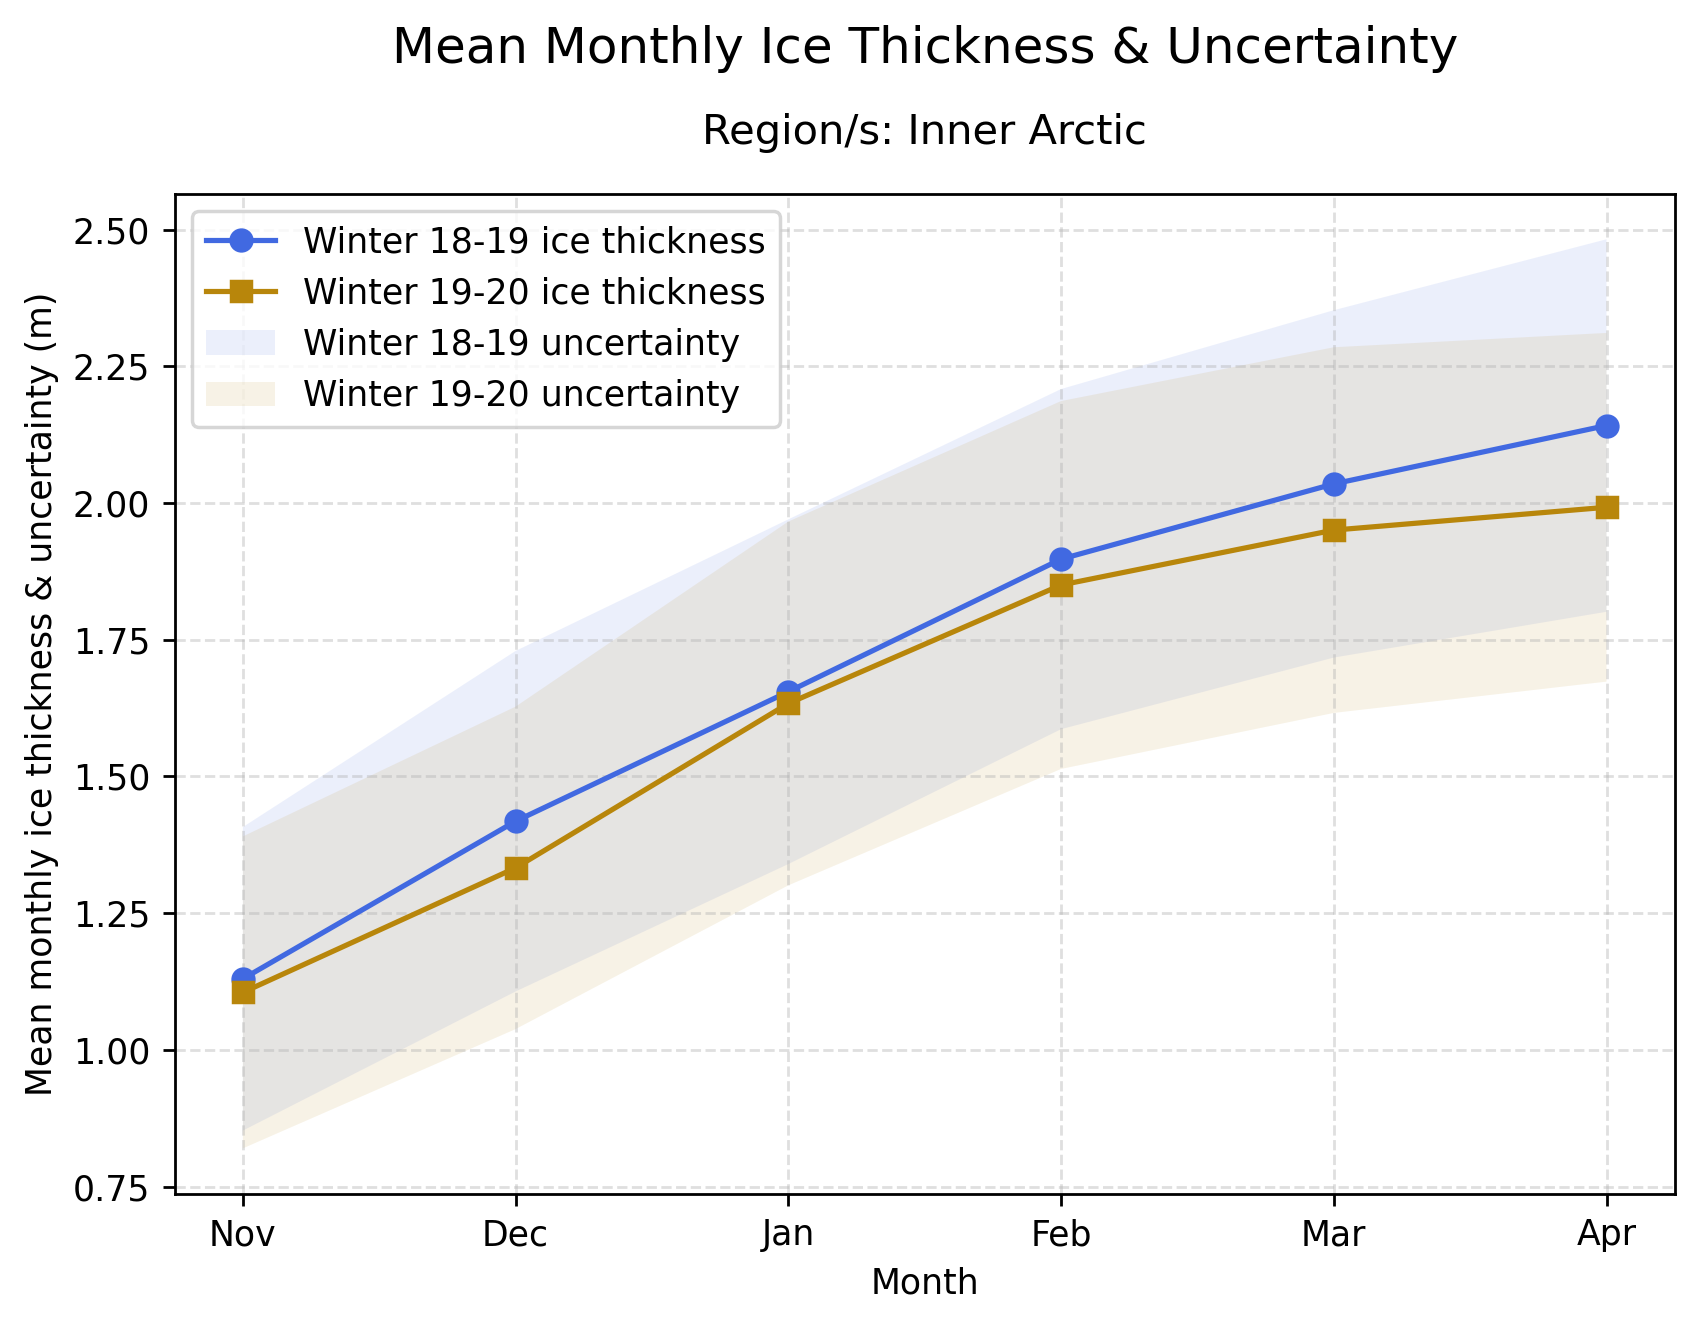 Mean Monthly Ice Thickness & Uncertainty
Region/s: Inner Arctic
Mean monthly ice thickness & uncertainty (m)
2.50
2.25
2.00
1.75
1.50
1.25
1.00
0.75
Winter 18-19 ice thickness
Winter 19-20 ice thickness
Winter 18-19 uncertainty
Winter 19-20 uncertainty
Nov Dec Jan Feb Mar Apr
Month